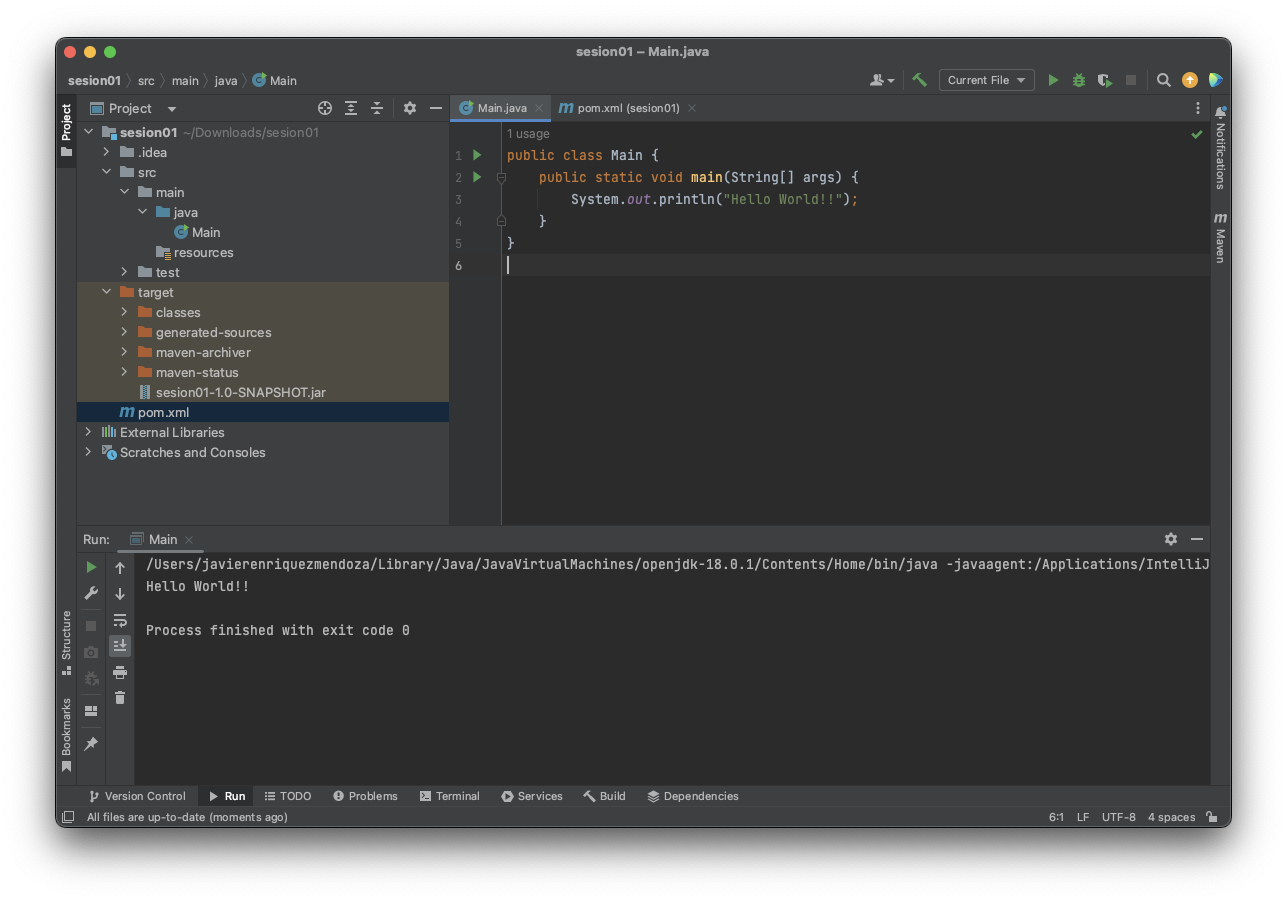 sesion01 – Main.java
sesion01 src main java Main
Current File
Project
Project
sesion01 ~/Downloads/sesion01
.idea
src
main
java
Main
resources
test
target
classes
generated-sources
maven-archiver
maven-status
sesion01-1.0-SNAPSHOT.jar
m pom.xml
External Libraries
Scratches and Consoles
Structure
Bookmarks
C Main.java m pom.xml (sesion01)
1 usage
1 public class Main {
2 public static void main(String[] args) {
3 System.out.println("Hello World!!");
4 }
5 }
6
Notifications
m Maven
Run: Main
/Users/javierenriquezmendoza/Library/Java/JavaVirtualMachines/openjdk-18.0.1/Contents/Home/bin/java -javaagent:/Applications/IntelliJ
Hello World!!
Process finished with exit code 0
Version Control Run TODO Problems Terminal Services Build Dependencies
All files are up-to-date (moments ago) 6:1 LF UTF-8 4 spaces